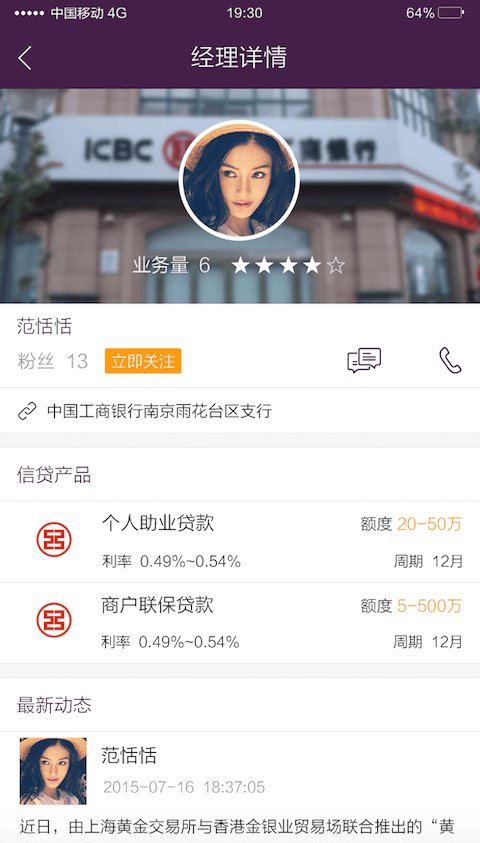 中国移动 4G 19:30 64%
经理详情
ICBC 商银行
业务量 6
范恬恬
粉丝 13 立即关注
中国工商银行南京雨花台区支行
信贷产品
个人助业贷款 额度 20-50万
利率 0.49%~0.54% 周期 12月
商户联保贷款 额度 5-500万
利率 0.49%~0.54% 周期 12月
最新动态
范恬恬
2015-07-16 18:37:05
近日，由上海黄金交易所与香港金银业贸易场联合推出的“黄